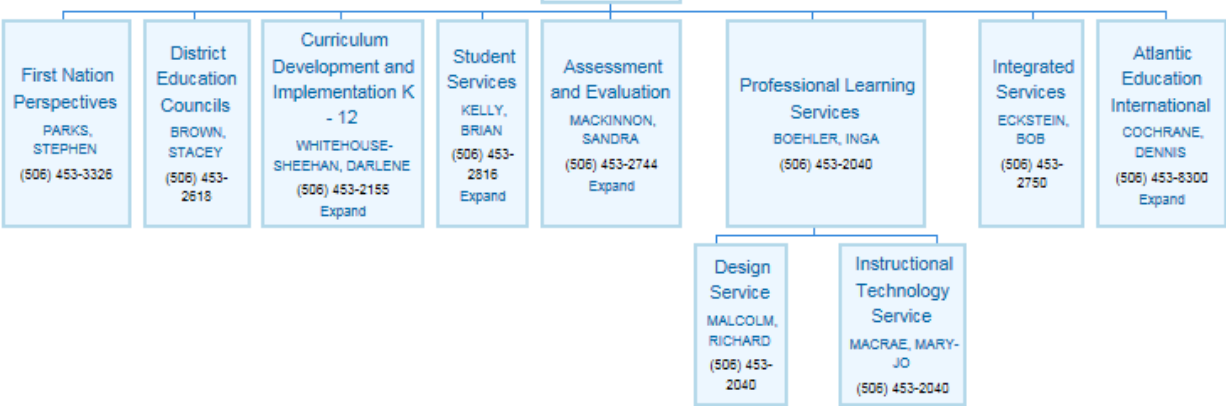 First Nation
Perspectives
PARKS,
STEPHEN
(506) 453-3326
District
Education
Councils
BROWN,
STACEY
(506) 453-
2618
Curriculum
Development and
Implementation K
- 12
WHITEHOUSE-
SHEEHAN, DARLENE
(506) 453-2155
Expand
Student
Services
KELLY,
BRIAN
(506) 453-
2816
Expand
Assessment
and Evaluation
MACKINNON,
SANDRA
(506) 453-2744
Expand
Professional Learning
Services
BOEHLER, INGA
(506) 453-2040
Integrated
Services
ECKSTEIN,
BOB
(506) 453-
2750
Atlantic
Education
International
COCHRANE,
DENNIS
(506) 453-8300
Expand
Design
Service
MALCOLM,
RICHARD
(506) 453-
2040
Instructional
Technology
Service
MACRAE, MARY-
JO
(506) 453-2040